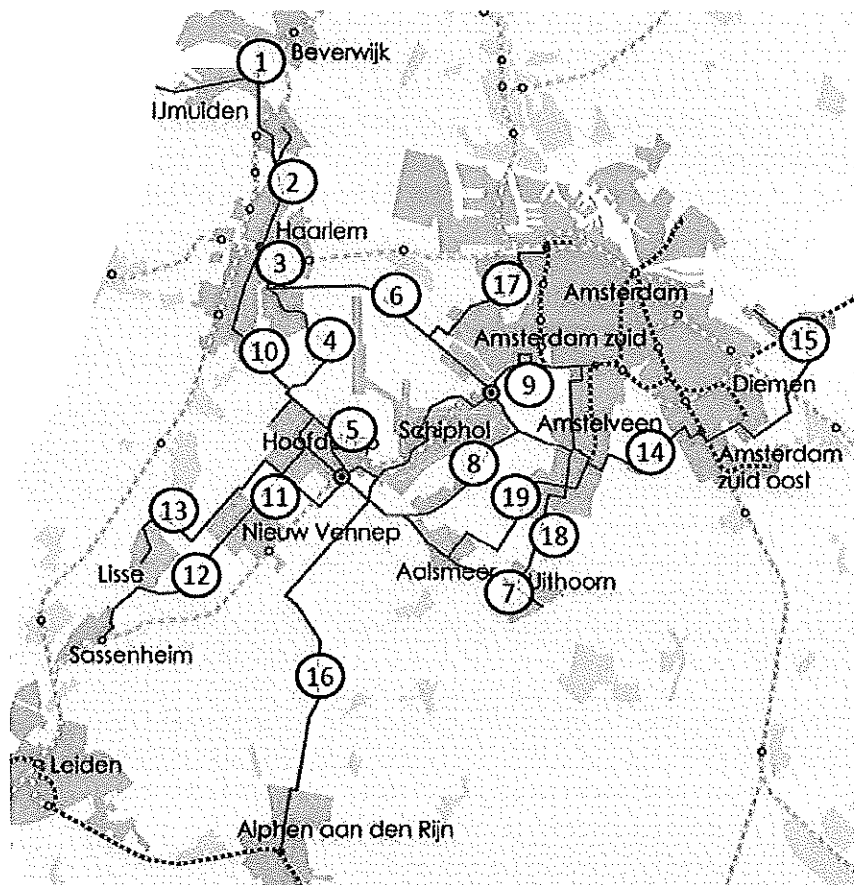 1
Beverwijk
IJmuiden
2
Haarlem
3
6
17
Amsterdam
4
10
Amsterdam zuid
15
9
Diemen
5
Schiphol
Amstelveen
8
14
Amsterdam
zuid oost
11
19
13
Nieuw Vennep
18
Aalsmeer
Lisse
12
7
Uithoorn
Sassenheim
16
Leiden
Alphen aan den Rijn